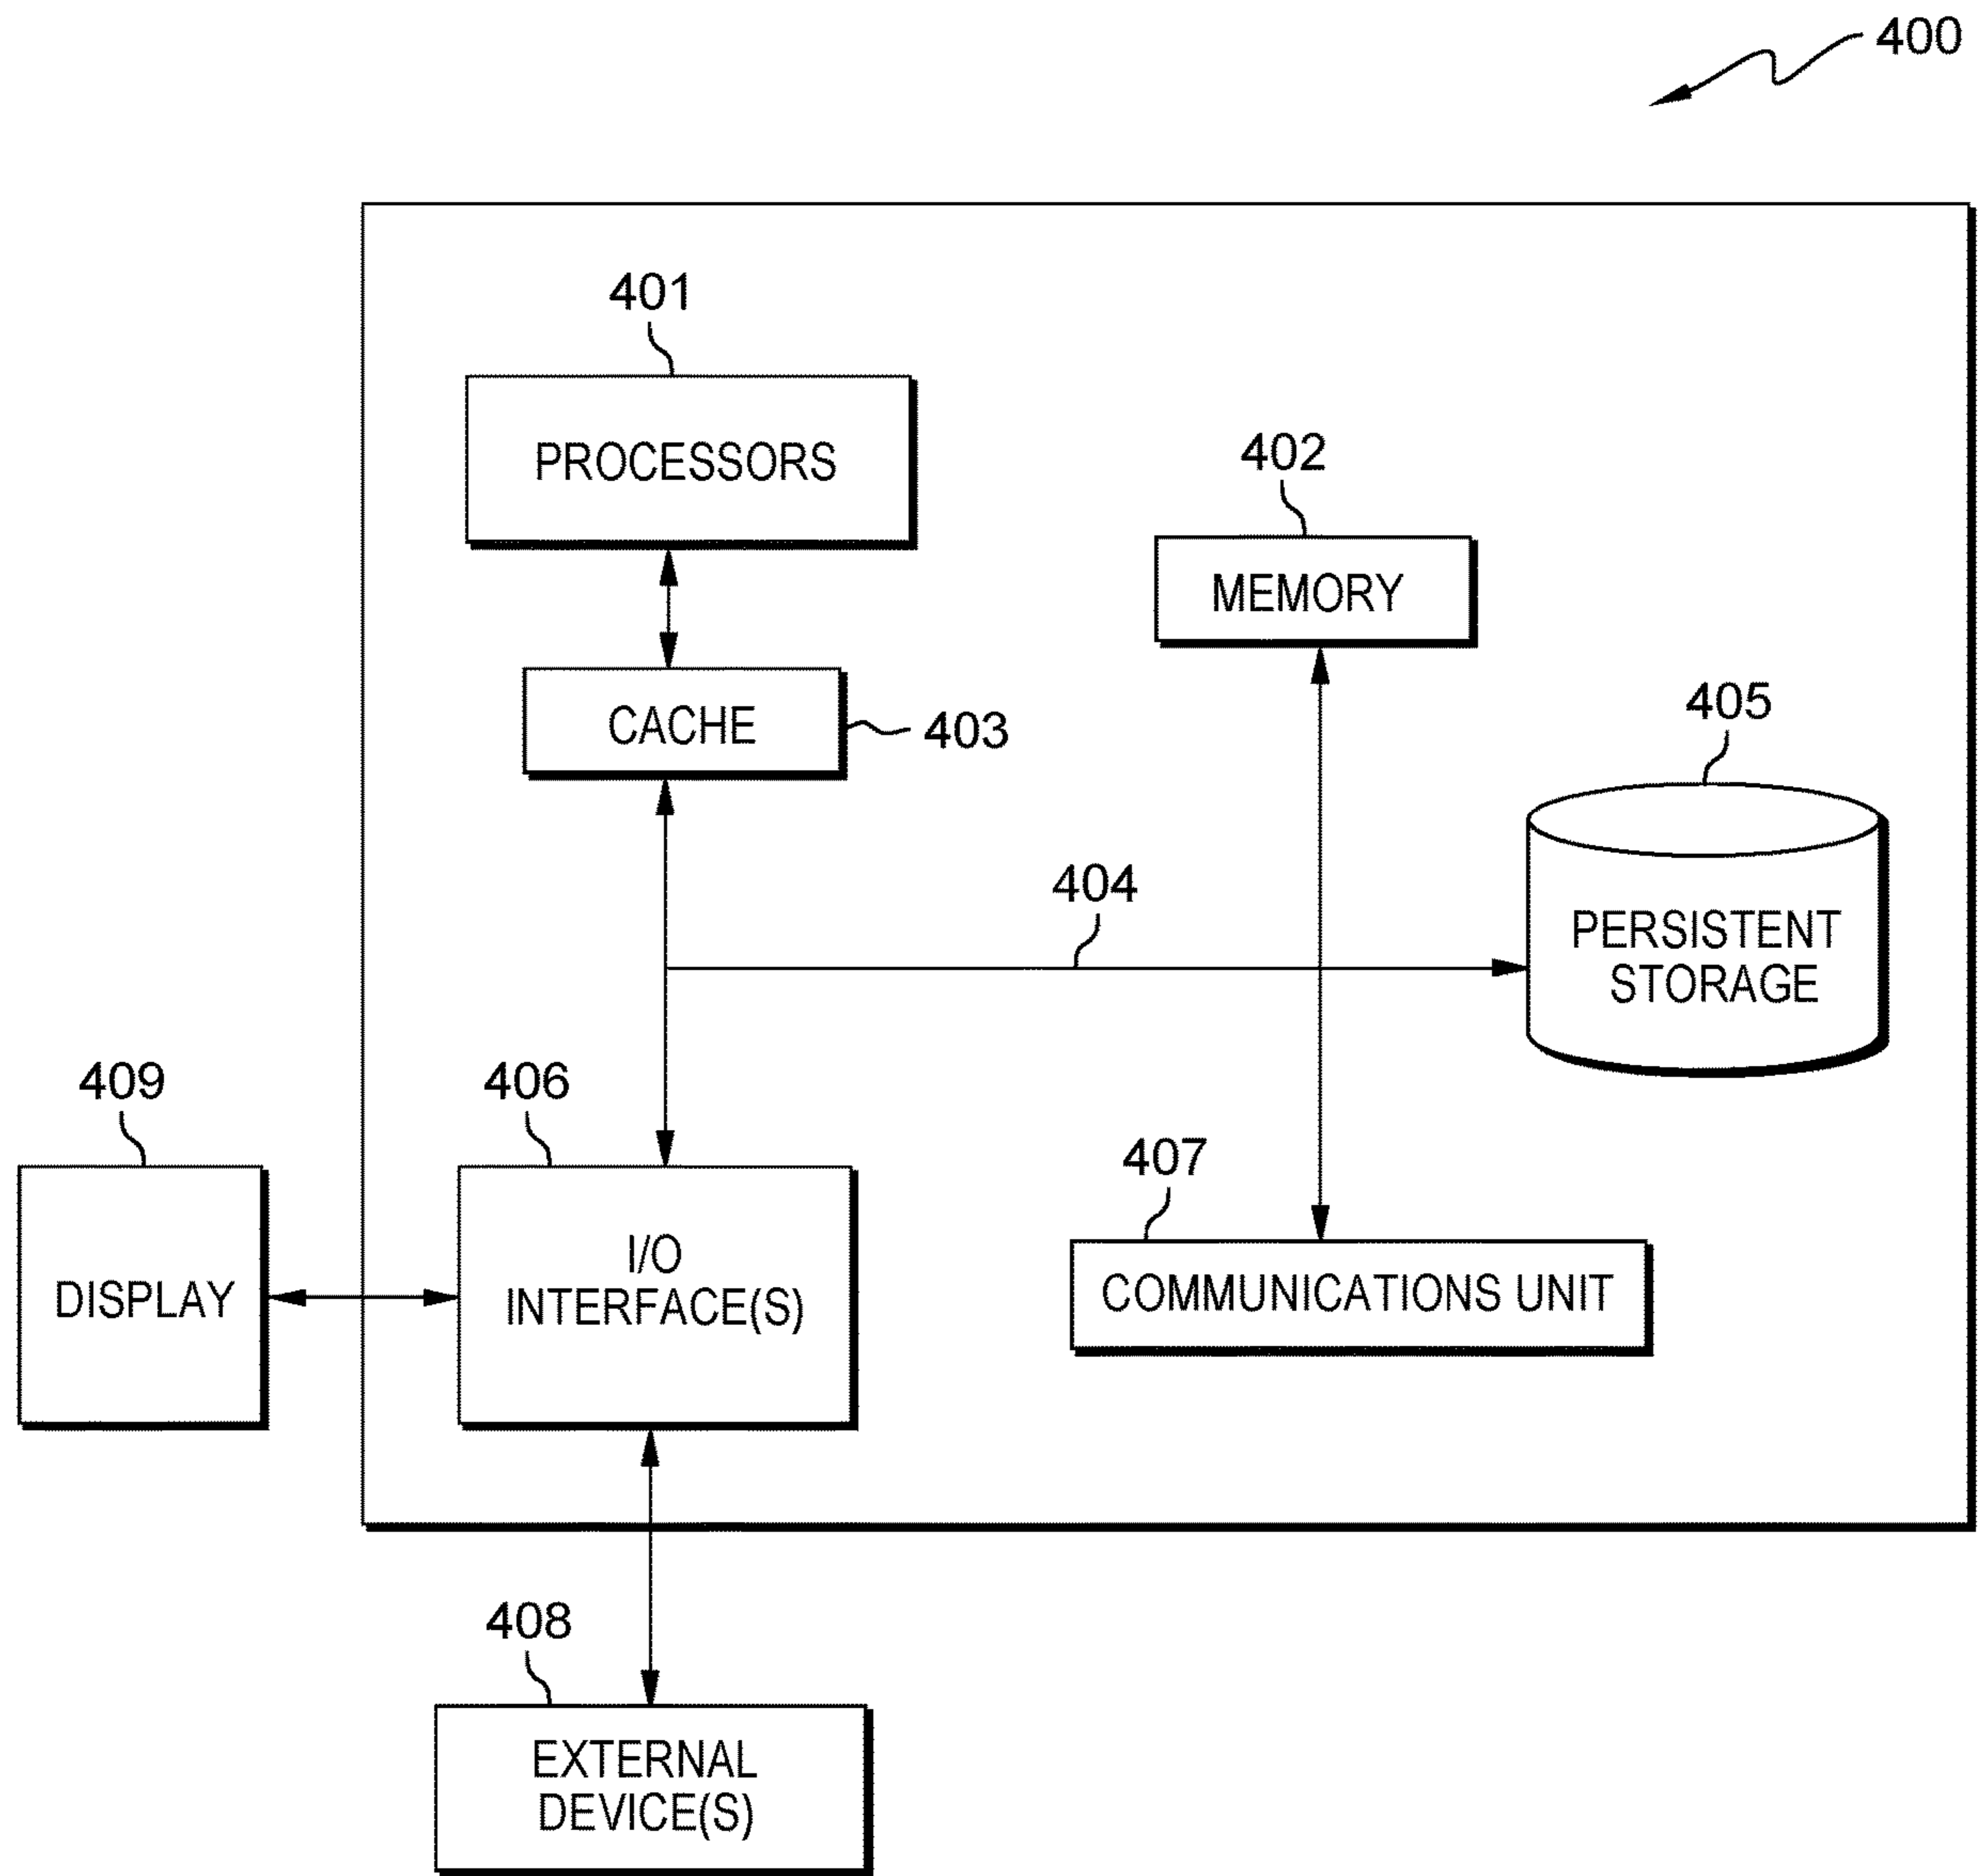 400
401
PROCESSORS
402
MEMORY
CACHE
403
405
404
PERSISTENT
STORAGE
409
406
407
DISPLAY
I/O
INTERFACE(S)
COMMUNICATIONS UNIT
408
EXTERNAL
DEVICE(S)